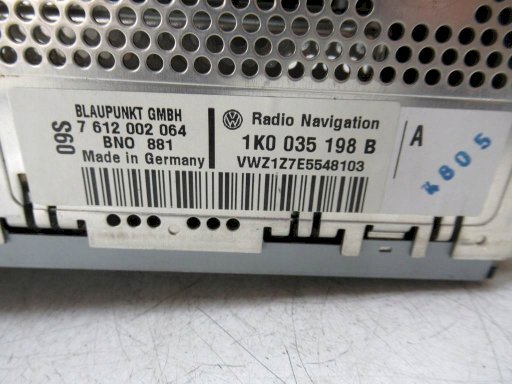 09S
BLAUPUNKT GMBH
7 612 002 064
BNO 881
Made in Germany
Radio Navigation
1K0 035 198 B
VWZ1Z7E5548103
A
4805